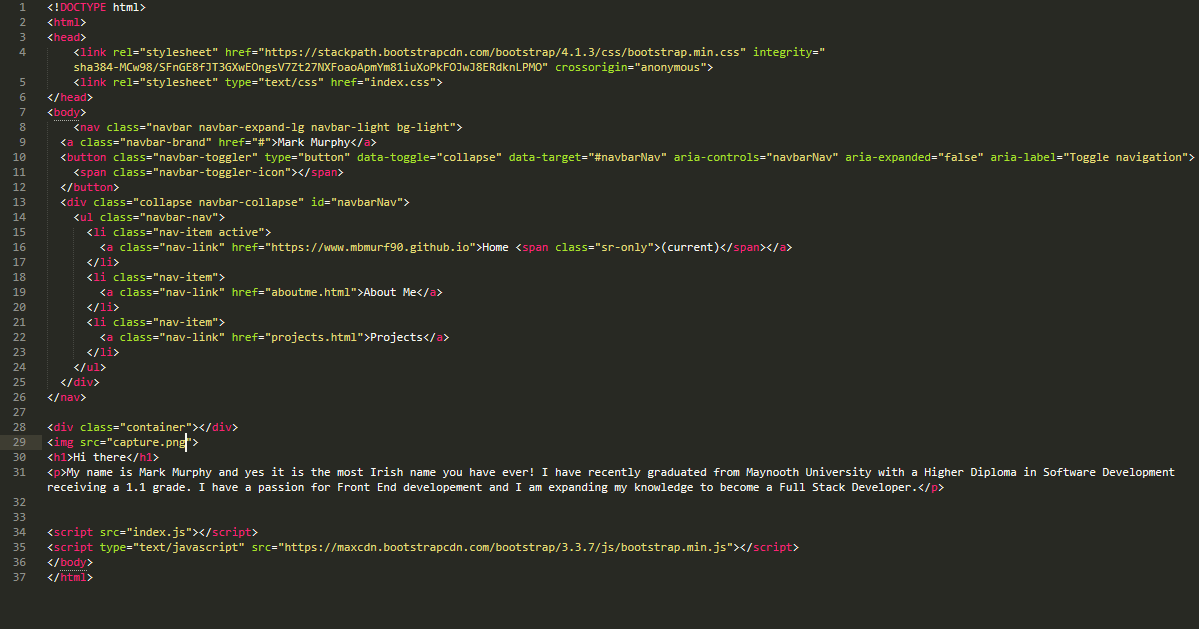 1 <!DOCTYPE html>
2 <html>
3 <head>
4 <link rel="stylesheet" href="https://stackpath.bootstrapcdn.com/bootstrap/4.1.3/css/bootstrap.min.css" integrity="
sha384-MCw98/SFnGE8fJT3GXwEOngsV7Zt27NXFoaoApmYm81iuXoPkFOJwJ8ERdknLPMO" crossorigin="anonymous">
5 <link rel="stylesheet" type="text/css" href="index.css">
6 </head>
7 <body>
8 <nav class="navbar navbar-expand-lg navbar-light bg-light">
9 <a class="navbar-brand" href="#">Mark Murphy</a>
10 <button class="navbar-toggler" type="button" data-toggle="collapse" data-target="#navbarNav" aria-controls="navbarNav" aria-expanded="false" aria-label="Toggle navigation">
11 <span class="navbar-toggler-icon"></span>
12 </button>
13 <div class="collapse navbar-collapse" id="navbarNav">
14 <ul class="navbar-nav">
15 <li class="nav-item active">
16 <a class="nav-link" href="https://www.mbmurf90.github.io">Home <span class="sr-only">(current)</span></a>
17 </li>
18 <li class="nav-item">
19 <a class="nav-link" href="aboutme.html">About Me</a>
20 </li>
21 <li class="nav-item">
22 <a class="nav-link" href="projects.html">Projects</a>
23 </li>
24 </ul>
25 </div>
26 </nav>
27
28 <div class="container"></div>
29 <img src="capture.png">
30 <h1>Hi there</h1>
31 <p>My name is Mark Murphy and yes it is the most Irish name you have ever! I have recently graduated from Maynooth University with a Higher Diploma in Software Development
receiving a 1.1 grade. I have a passion for Front End developement and I am expanding my knowledge to become a Full Stack Developer.</p>
32
33
34 <script src="index.js"></script>
35 <script type="text/javascript" src="https://maxcdn.bootstrapcdn.com/bootstrap/3.3.7/js/bootstrap.min.js"></script>
36 </body>
37 </html>